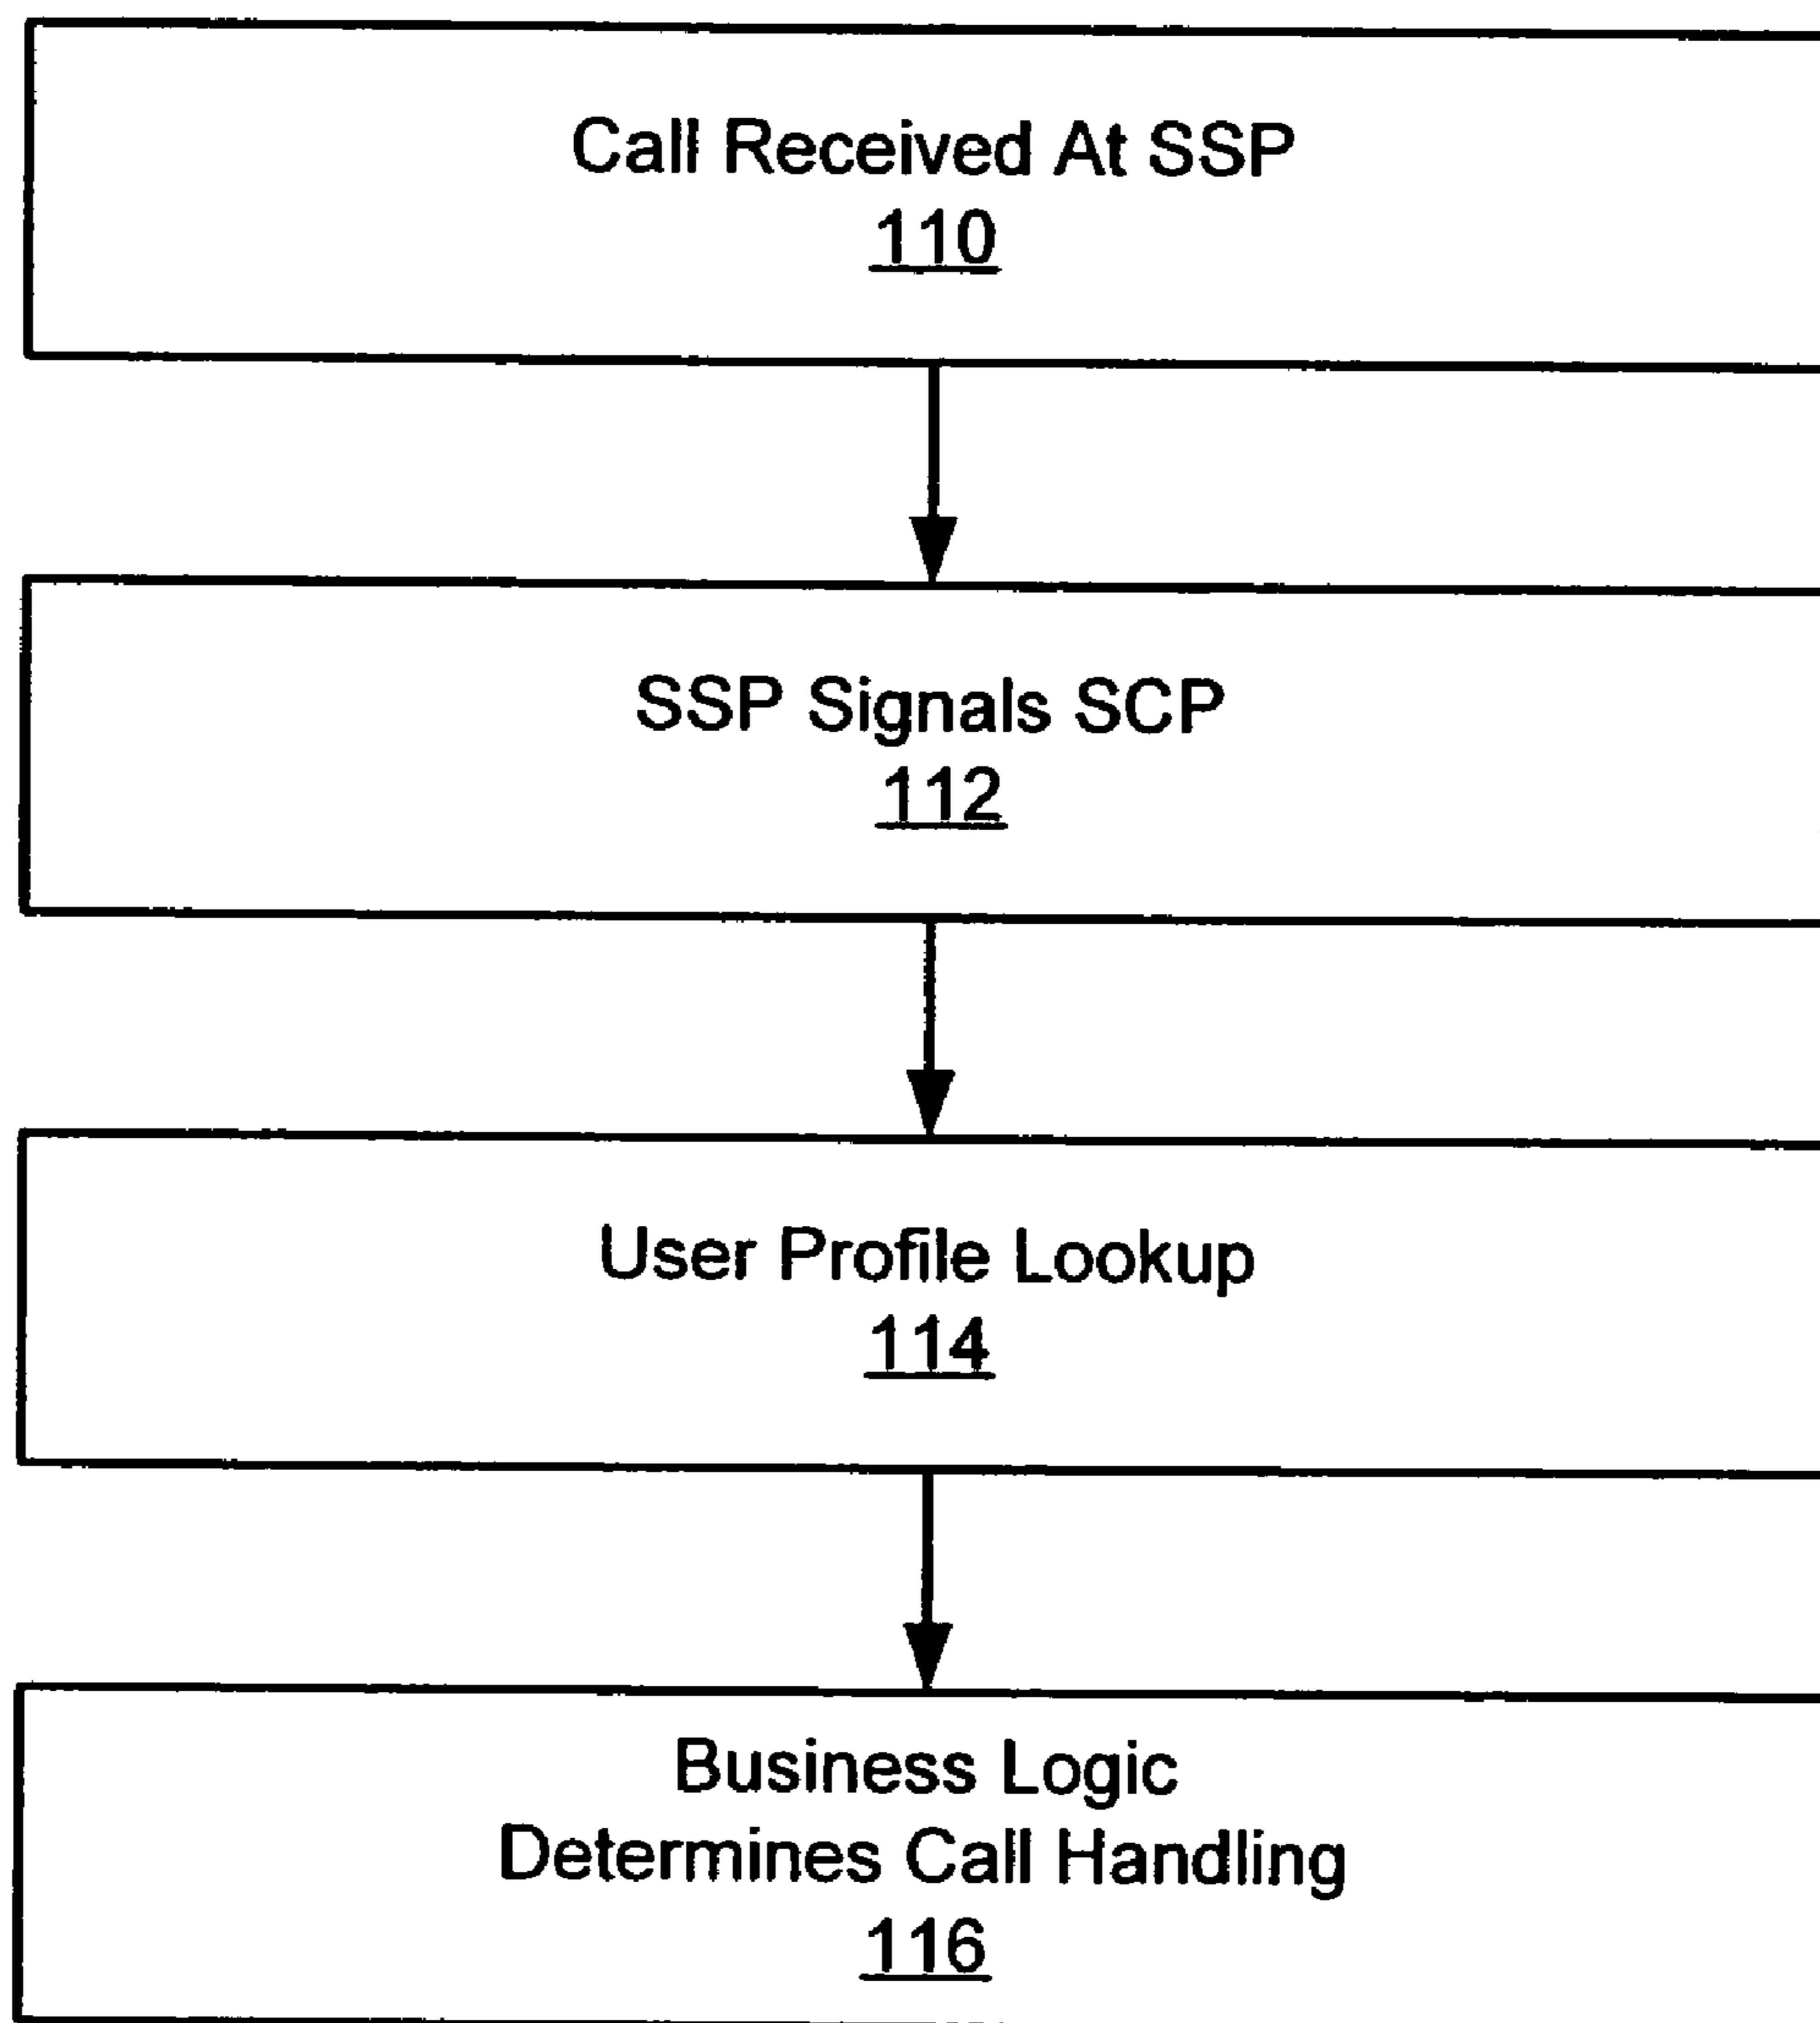 Call Received At SSP
110
SSP Signals SCP
112
User Profile Lookup
114
Business Logic
Determines Call Handling
116